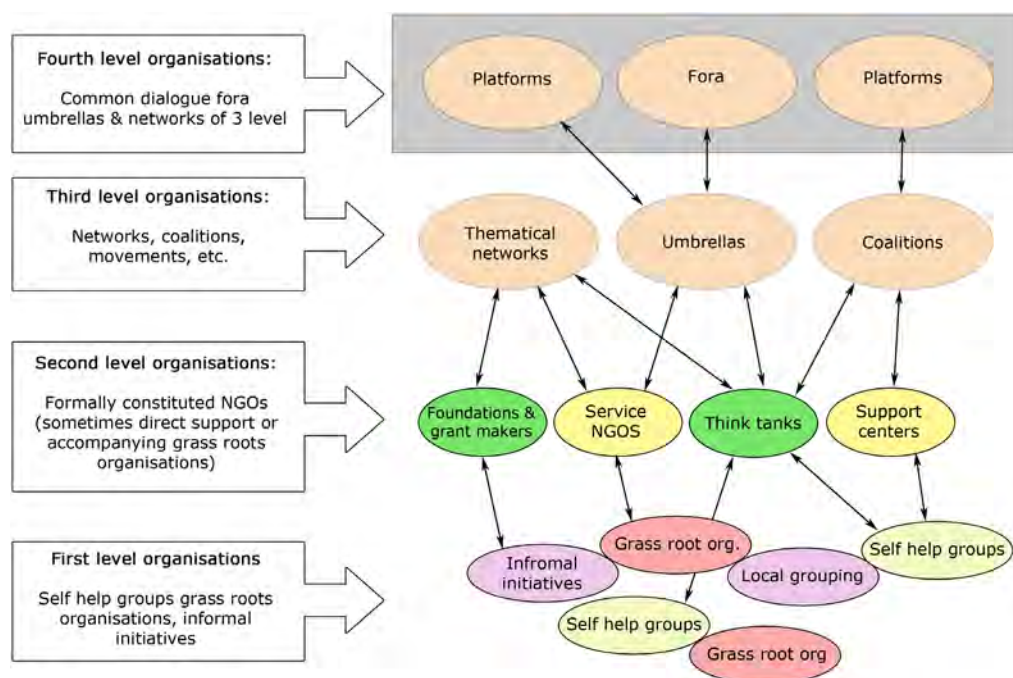 Fourth level organisations:
Common dialogue fora
umbrellas & networks of 3 level
Platforms
Fora
Platforms
Third level organisations:
Networks, coalitions,
movements, etc.
Thematical
networks
Umbrellas
Coalitions
Second level organisations:
Formally constituted NGOs
(sometimes direct support or
accompanying grass roots
organisations)
Foundations &
grant makers
Service
NGOS
Think tanks
Support
centers
First level organisations
Self help groups grass roots
organisations, informal
initiatives
Infromal
initiatives
Grass root org.
Local grouping
Self help groups
Self help groups
Grass root org